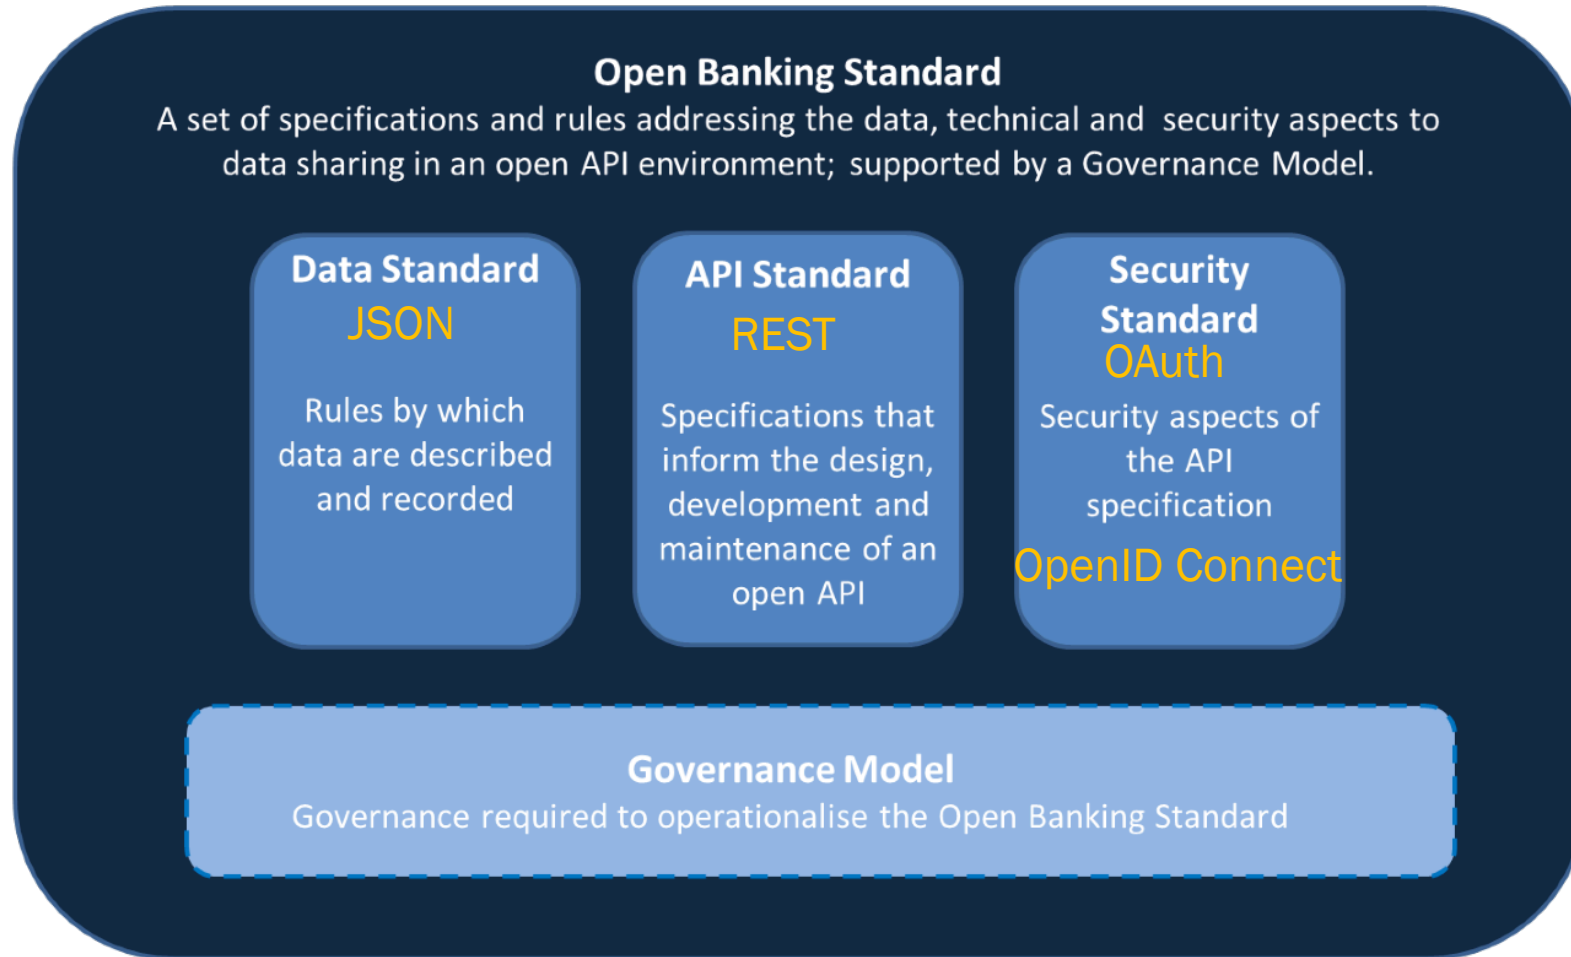 Open Banking Standard
A set of specifications and rules addressing the data, technical and security aspects to
data sharing in an open API environment; supported by a Governance Model.
Data Standard
JSON
Rules by which
data are described
and recorded
API Standard
REST
Specifications that
inform the design,
development and
maintenance of an
open API
Security
Standard
OAuth
Security aspects of
the API
specification
OpenID Connect
Governance Model
Governance required to operationalise the Open Banking Standard